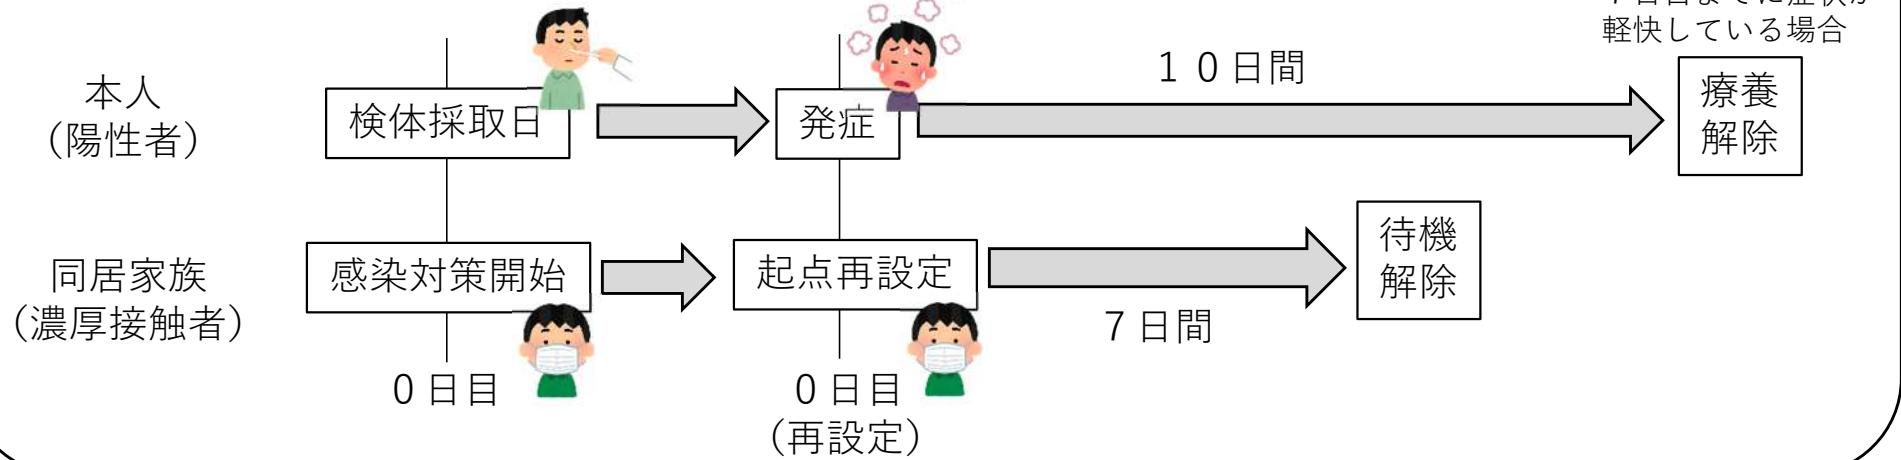 軽快している場合
１０日間
本人
（陽性者）
検体採取日
発症
療養
解除
同居家族
（濃厚接触者）
感染対策開始
起点再設定
待機
解除
７日間
０日目
０日目
（再設定）